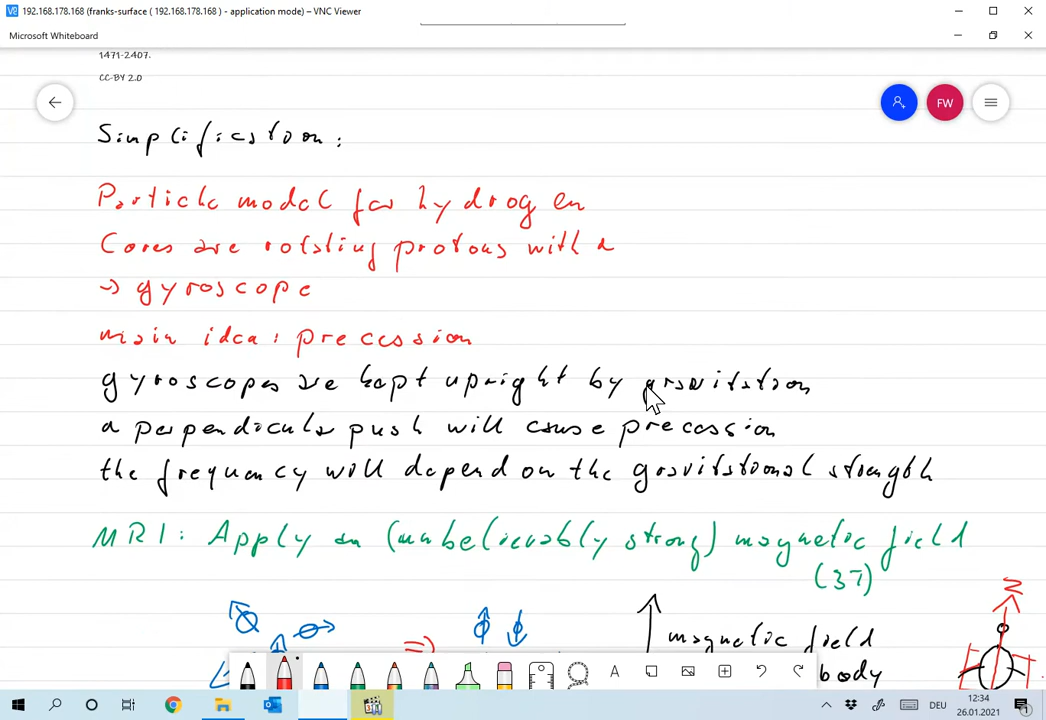 192.168.178.168 (franks-surface ( 192.168.178.168 ) - application mode) – VNC Viewer
Microsoft Whiteboard
1471-2407.
CC-BY 2.0
FW
Simplification:
Particle model for hydrogen
Cores are rotating protons with a
→ gyroscope
main idea: precession
gyroscopes are kept upright by gravitation
a perpendicular push will cause precession
the frequency will depend on the gravitational strength
MRI: Apply an (unbelievably strong) magnetic field
(3T)
magnetic field
body
DEU
12:34
26.01.2021